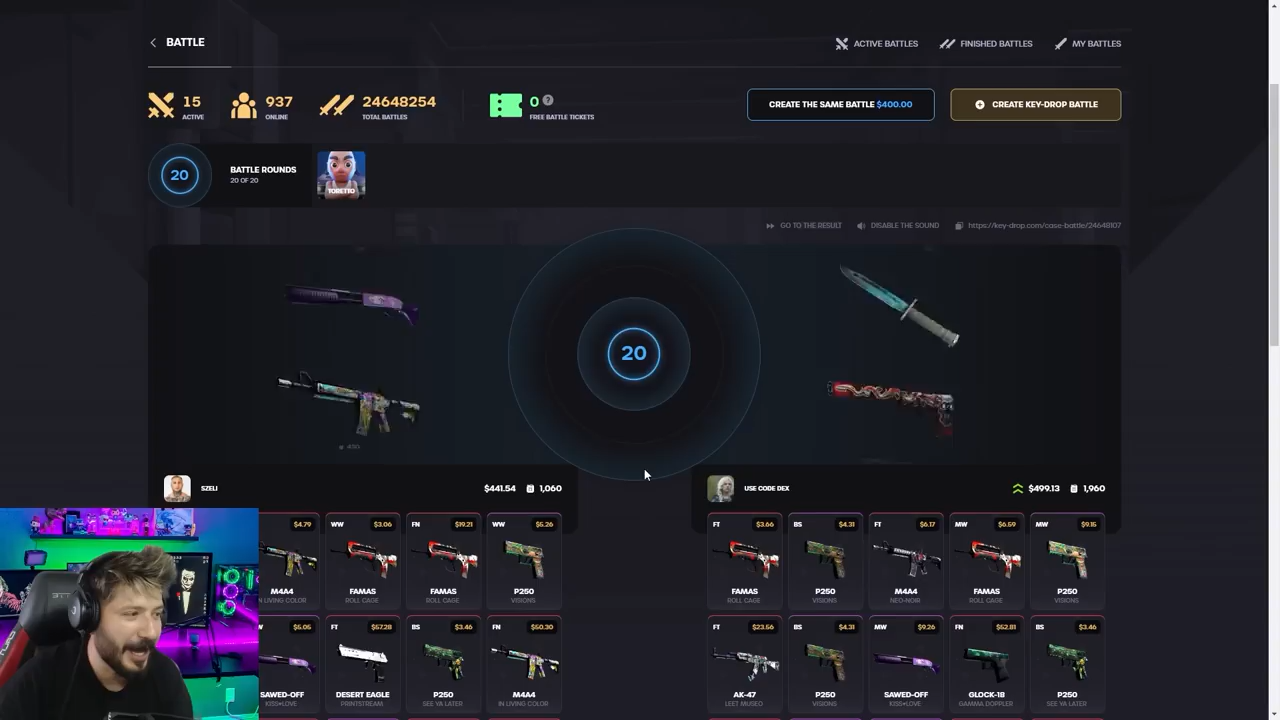 BATTLE
ACTIVE BATTLES
FINISHED BATTLES
MY BATTLES
15
ACTIVE
937
ONLINE
24648254
TOTAL BATTLES
0
?
FREE BATTLE TICKETS
CREATE THE SAME BATTLE $400.00
CREATE KEY-DROP BATTLE
20
BATTLE ROUNDS
20 OF 20
TORETTO
GO TO THE RESULT
DISABLE THE SOUND
https://key-drop.com/case-battle/24648107
20
SZELI
$441.54
1,060
USE CODE DEX
$499.13
1,960
$4.79
M4A4
IN LIVING COLOR
WW
$3.06
FAMAS
ROLL CAGE
FN
$19.21
FAMAS
ROLL CAGE
WW
$5.26
P250
VISIONS
FT
$3.66
FAMAS
ROLL CAGE
BS
$4.31
P250
VISIONS
FT
$6.17
M4A4
NEO-NOIR
MW
$6.59
FAMAS
ROLL CAGE
MW
$9.15
P250
VISIONS
$5.05
SAWED-OFF
KISS♥LOVE
FT
$57.28
DESERT EAGLE
PRINTSTREAM
BS
$3.46
P250
SEE YA LATER
FN
$50.30
M4A4
IN LIVING COLOR
FT
$23.56
AK-47
LEET MUSEO
BS
$4.31
P250
VISIONS
MW
$9.26
SAWED-OFF
KISS♥LOVE
FN
$52.81
GLOCK-18
GAMMA DOPPLER
BS
$3.46
P250
SEE YA LATER